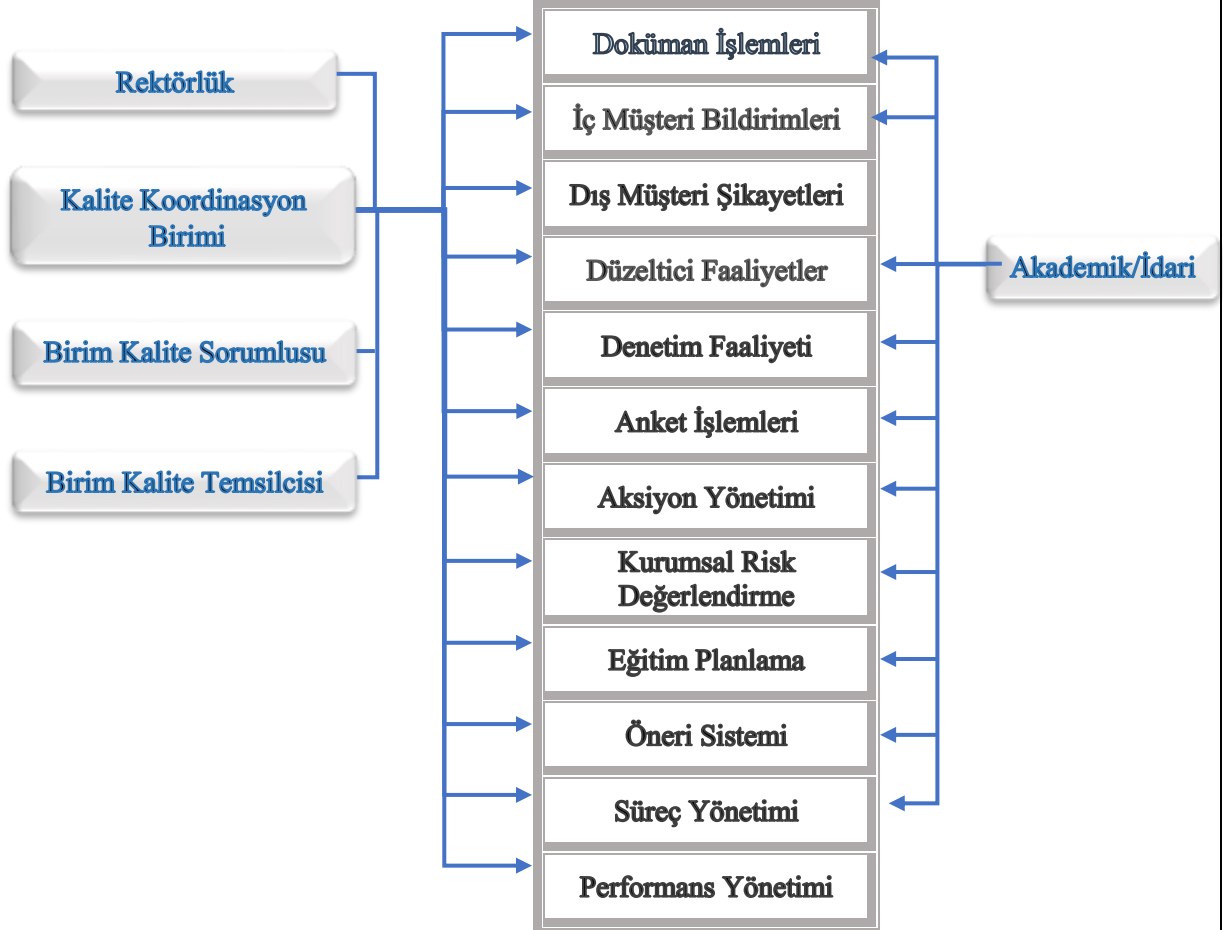 Rektörlük
Kalite Koordinasyon
Birimi
Birim Kalite Sorumlusu
Birim Kalite Temsilcisi
Doküman İşlemleri
İç Müşteri Bildirimleri
Dış Müşteri Şikayetleri
Düzeltici Faaliyetler
Denetim Faaliyeti
Anket İşlemleri
Aksiyon Yönetimi
Kurumsal Risk
Değerlendirme
Eğitim Planlama
Öneri Sistemi
Süreç Yönetimi
Performans Yönetimi
Akademik/İdari